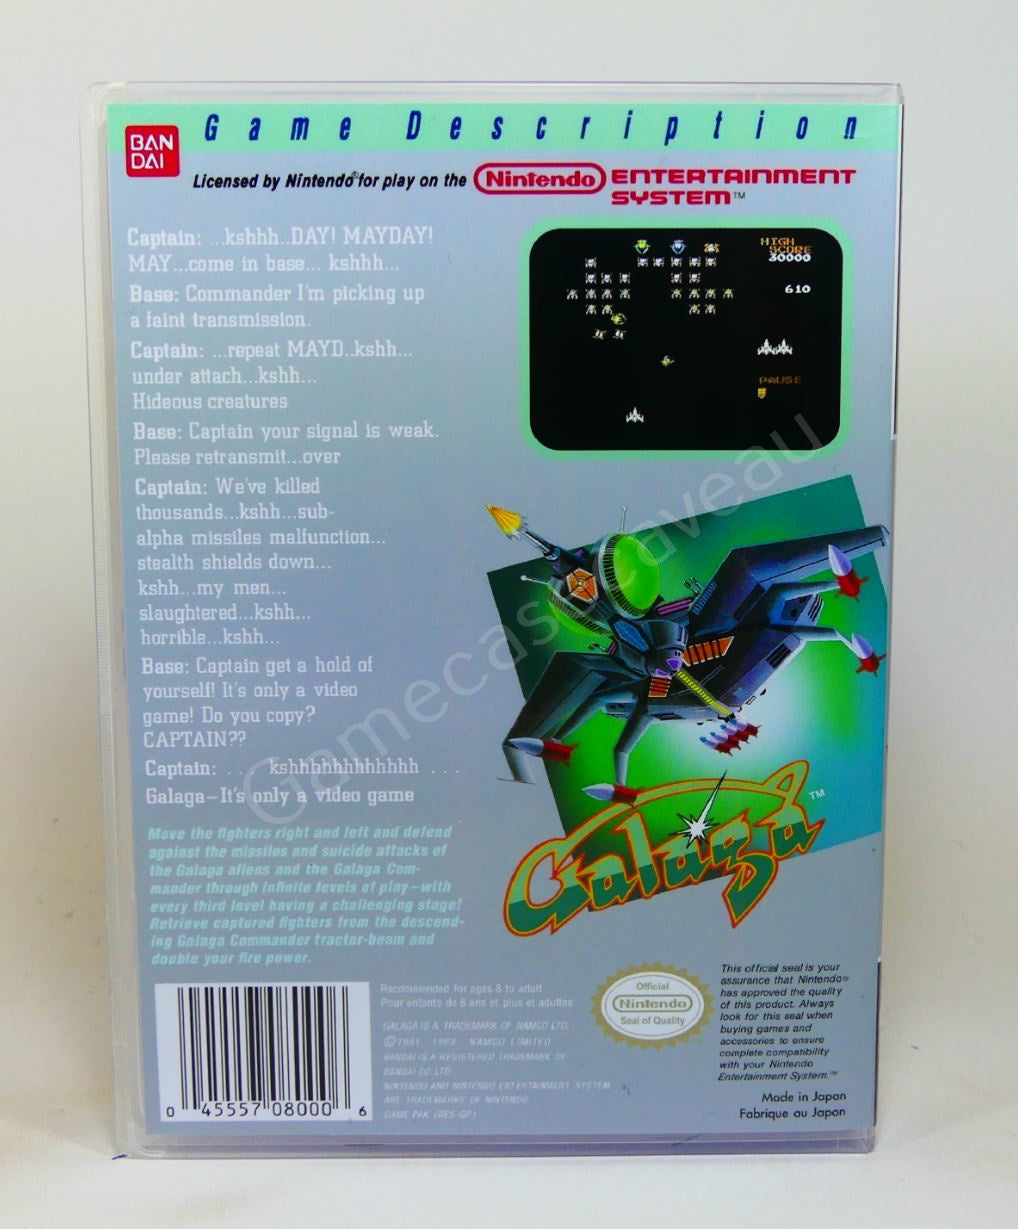 Game Description
BAN
DAI
Licensed by Nintendo® for play on the Nintendo® ENTERTAINMENT
SYSTEM™
Captain: ...kshhh..DAY! MAYDAY!
MAY...come in base... kshhh...
Base: Commander I'm picking up
a faint transmission.
Captain: ...repeat MAYD..kshh...
under attach...kshh...
Hideous creatures
Base: Captain your signal is weak.
Please retransmit...over
Captain: We've killed
thousands...kshh...sub-
alpha missiles malfunction...
stealth shields down...
kshh...my men...
slaughtered...kshh...
horrible...kshh...
Base: Captain get a hold of
yourself! It's only a video
game! Do you copy?
CAPTAIN??
Captain: . . . kshhhhhhhhhhhh . . .
Galaga—It's only a video game
HIGH
SCORE
30000
610
PAUSE
Galaga™
Move the fighters right and left and defend
against the missiles and suicide attacks of
the Galaga aliens and the Galaga Com-
mander through infinite levels of play—with
every third level having a challenging stage!
Retrieve captured fighters from the descend-
ing Galaga Commander tractor-beam and
double your fire power.
0 45557 08000 6
Recommended for ages 8 to adult
Pour enfants de 8 ans et plus et adultes
GALAGA IS A TRADEMARK OF NAMCO LTD.
©1981 1988 NAMCO LIMITED
BANDAI IS A REGISTERED TRADEMARK OF
BANDAI CO. LTD
NINTENDO AND NINTENDO ENTERTAINMENT SYSTEM
ARE TRADEMARKS OF NINTENDO.
GAME PAK (NES-GP)
Official
Nintendo
Seal of Quality
This official seal is your
assurance that Nintendo®
has approved the quality
of this product. Always
look for this seal when
buying games and
accessories to ensure
complete compatibility
with your Nintendo
Entertainment System.™
Made in Japan
Fabrique au Japon
Gamecasecaveau